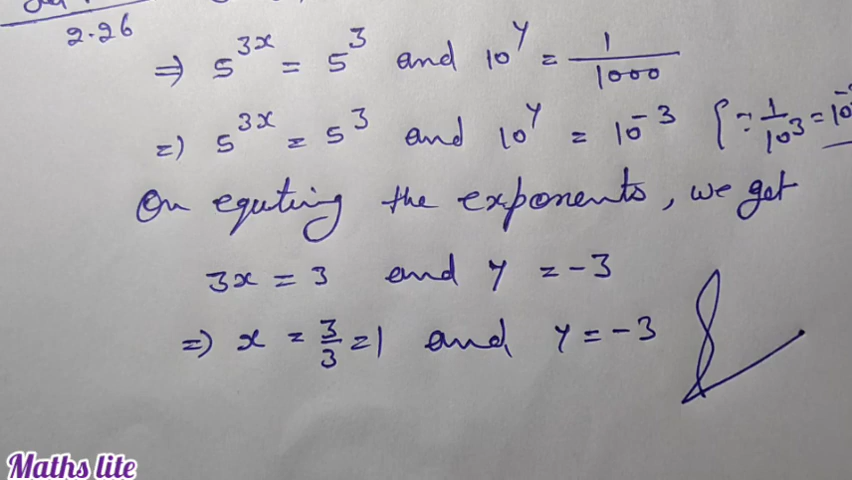 2.26
⇒ 5^{3x} = 5^3 and 10^y = 1/1000
=) 5^{3x} = 5^3 and 10^y = 10^{-3} { ∵ 1/10^3 = 10
On equting the exponents, we get
3x = 3 and y = -3
=) x = 3/3 = 1 and y = -3
Maths lite